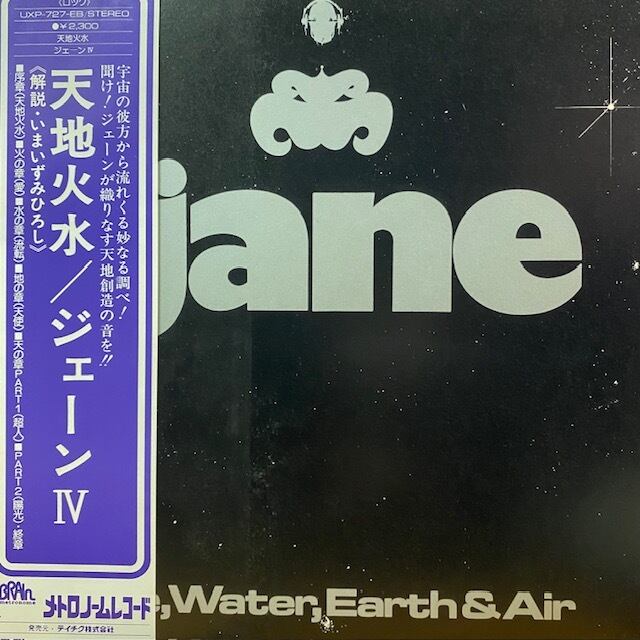 〈ロック〉
UXP-727-EB/STEREO
●¥2,300
天地火水
ジェーンⅣ
宇宙の彼方から流れくる妙なる調べ!
聞け!ジェーンが織りなす天地創造の音を!!
天地火水/ジェーンⅣ
《解説・いまいずみひろし》
■序章(天地火水)■火の章(愛)■水の章(流転)■地の章(天使)■天の章PART1(超人)■PART2(陽光)・終章
jane
e,Water,Earth & Air
BRAIN
metronome
メトロノームレコード
発売元・テイチク株式会社